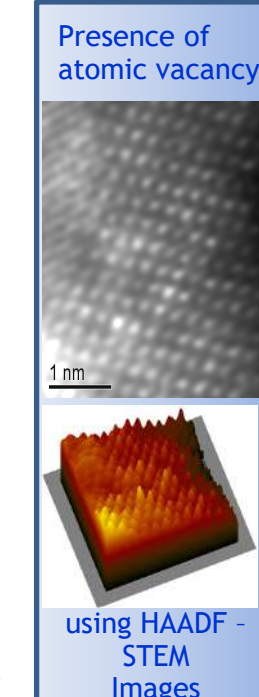 Presence of
atomic vacancy
1 nm
using HAADF –
STEM
Images